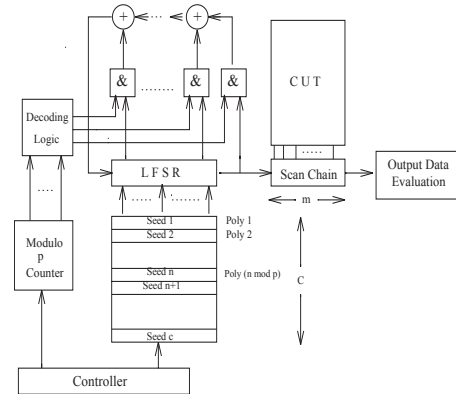 + ..... +
& ........ & &
C U T
Decoding
Logic
.....
L F S R
Scan Chain
Output Data
Evaluation
....
..... .......
m
Modulo
p
Counter
Seed 1 Poly 1
Seed 2 Poly 2
Seed n Poly (n mod p)
Seed n+1
C
Seed c
Controller